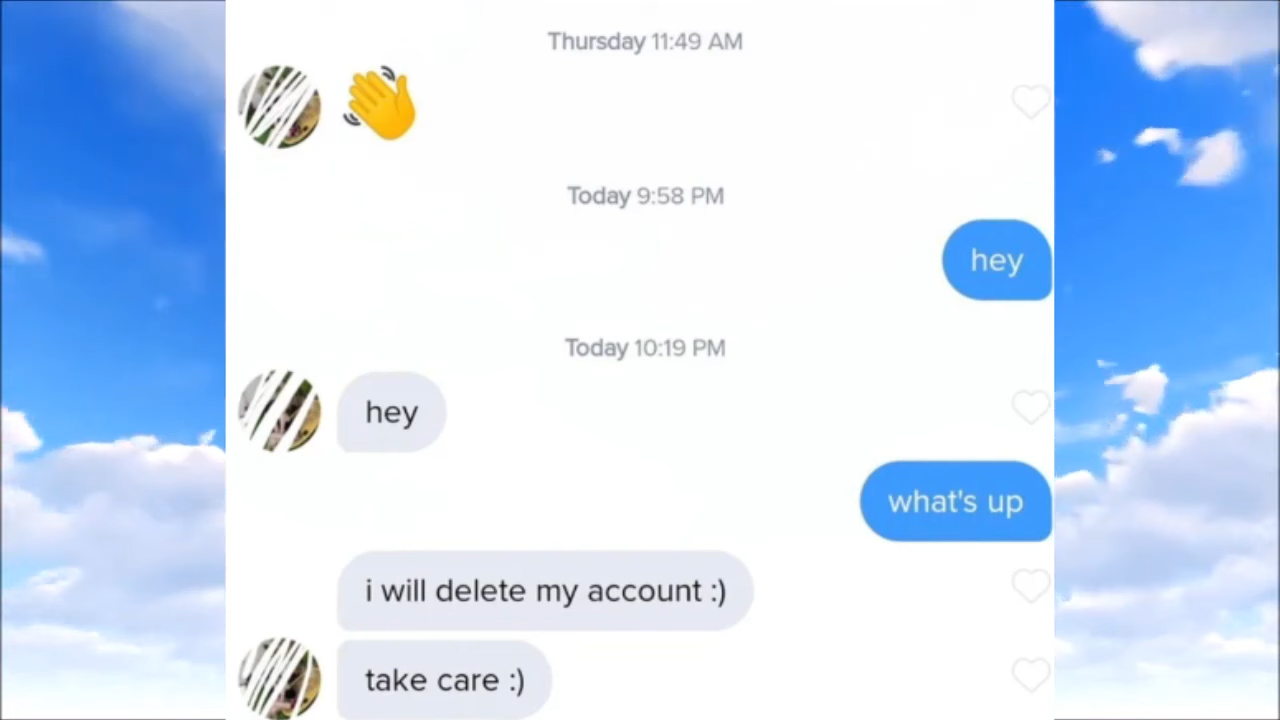 Thursday 11:49 AM
👋
Today 9:58 PM
hey
Today 10:19 PM
hey
what's up
i will delete my account :)
take care :)